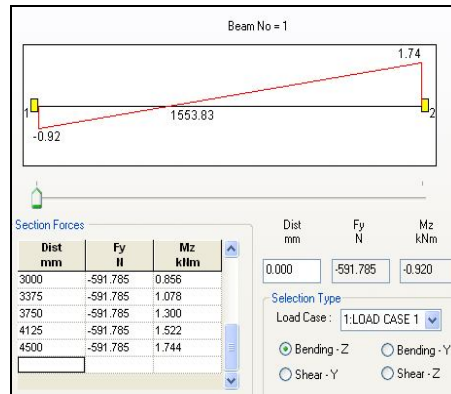 Beam No = 1
1.74
1
1553.83
2
-0.92
Section Forces
Dist mm Fy N Mz kNm
3000 -591.785 0.856
3375 -591.785 1.078
3750 -591.785 1.300
4125 -591.785 1.522
4500 -591.785 1.744
Dist mm Fy N Mz kNm
0.000 -591.785 -0.920
Selection Type
Load Case : 1:LOAD CASE 1
Bending - Z Bending - Y
Shear - Y Shear - Z